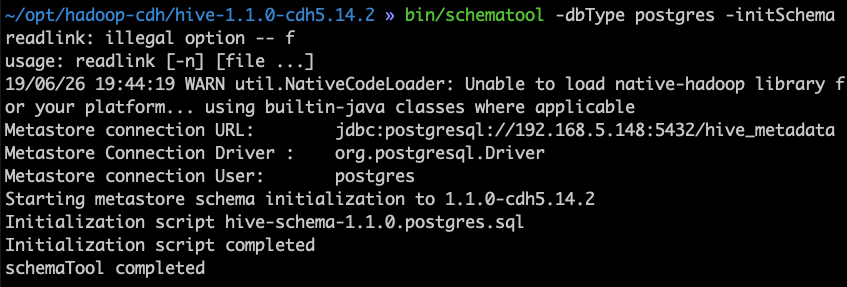 ~/opt/hadoop-cdh/hive-1.1.0-cdh5.14.2 » bin/schematool -dbType postgres -initSchema
readlink: illegal option -- f
usage: readlink [-n] [file ...]
19/06/26 19:44:19 WARN util.NativeCodeLoader: Unable to load native-hadoop library f
or your platform... using builtin-java classes where applicable
Metastore connection URL:        jdbc:postgresql://192.168.5.148:5432/hive_metadata
Metastore Connection Driver :    org.postgresql.Driver
Metastore connection User:       postgres
Starting metastore schema initialization to 1.1.0-cdh5.14.2
Initialization script hive-schema-1.1.0.postgres.sql
Initialization script completed
schemaTool completed